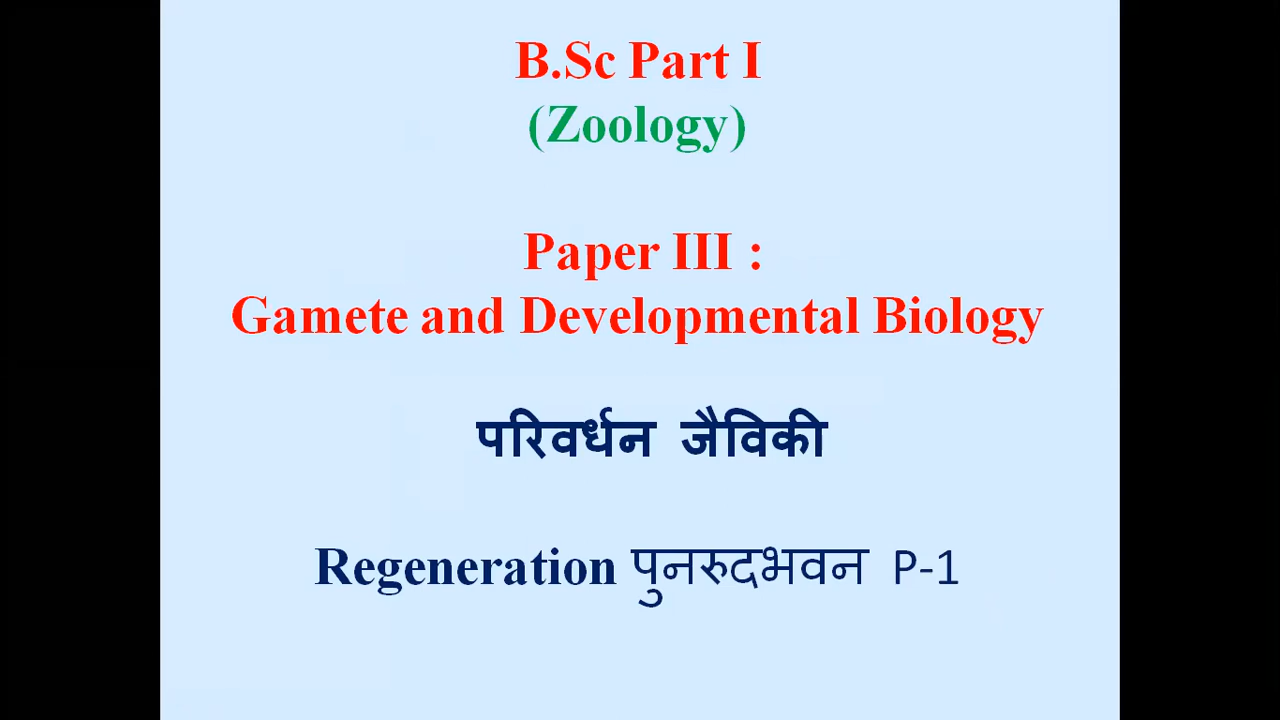 B.Sc Part I
(Zoology)
Paper III :
Gamete and Developmental Biology
परिवर्धन जैविकी
Regeneration पुनरुदभवन P-1